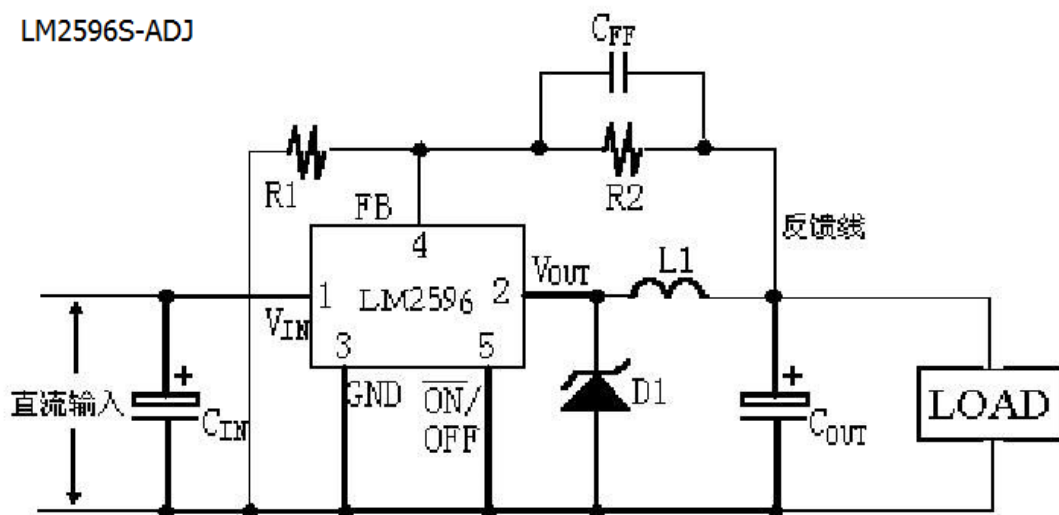 LM2596S-ADJ
CFF
R1
R2
FB
4
反馈线
VOUT
L1
1
LM2596
2
VIN
3
5
GND
ON/
OFF
D1
直流输入
+
CIN
+
COUT
LOAD